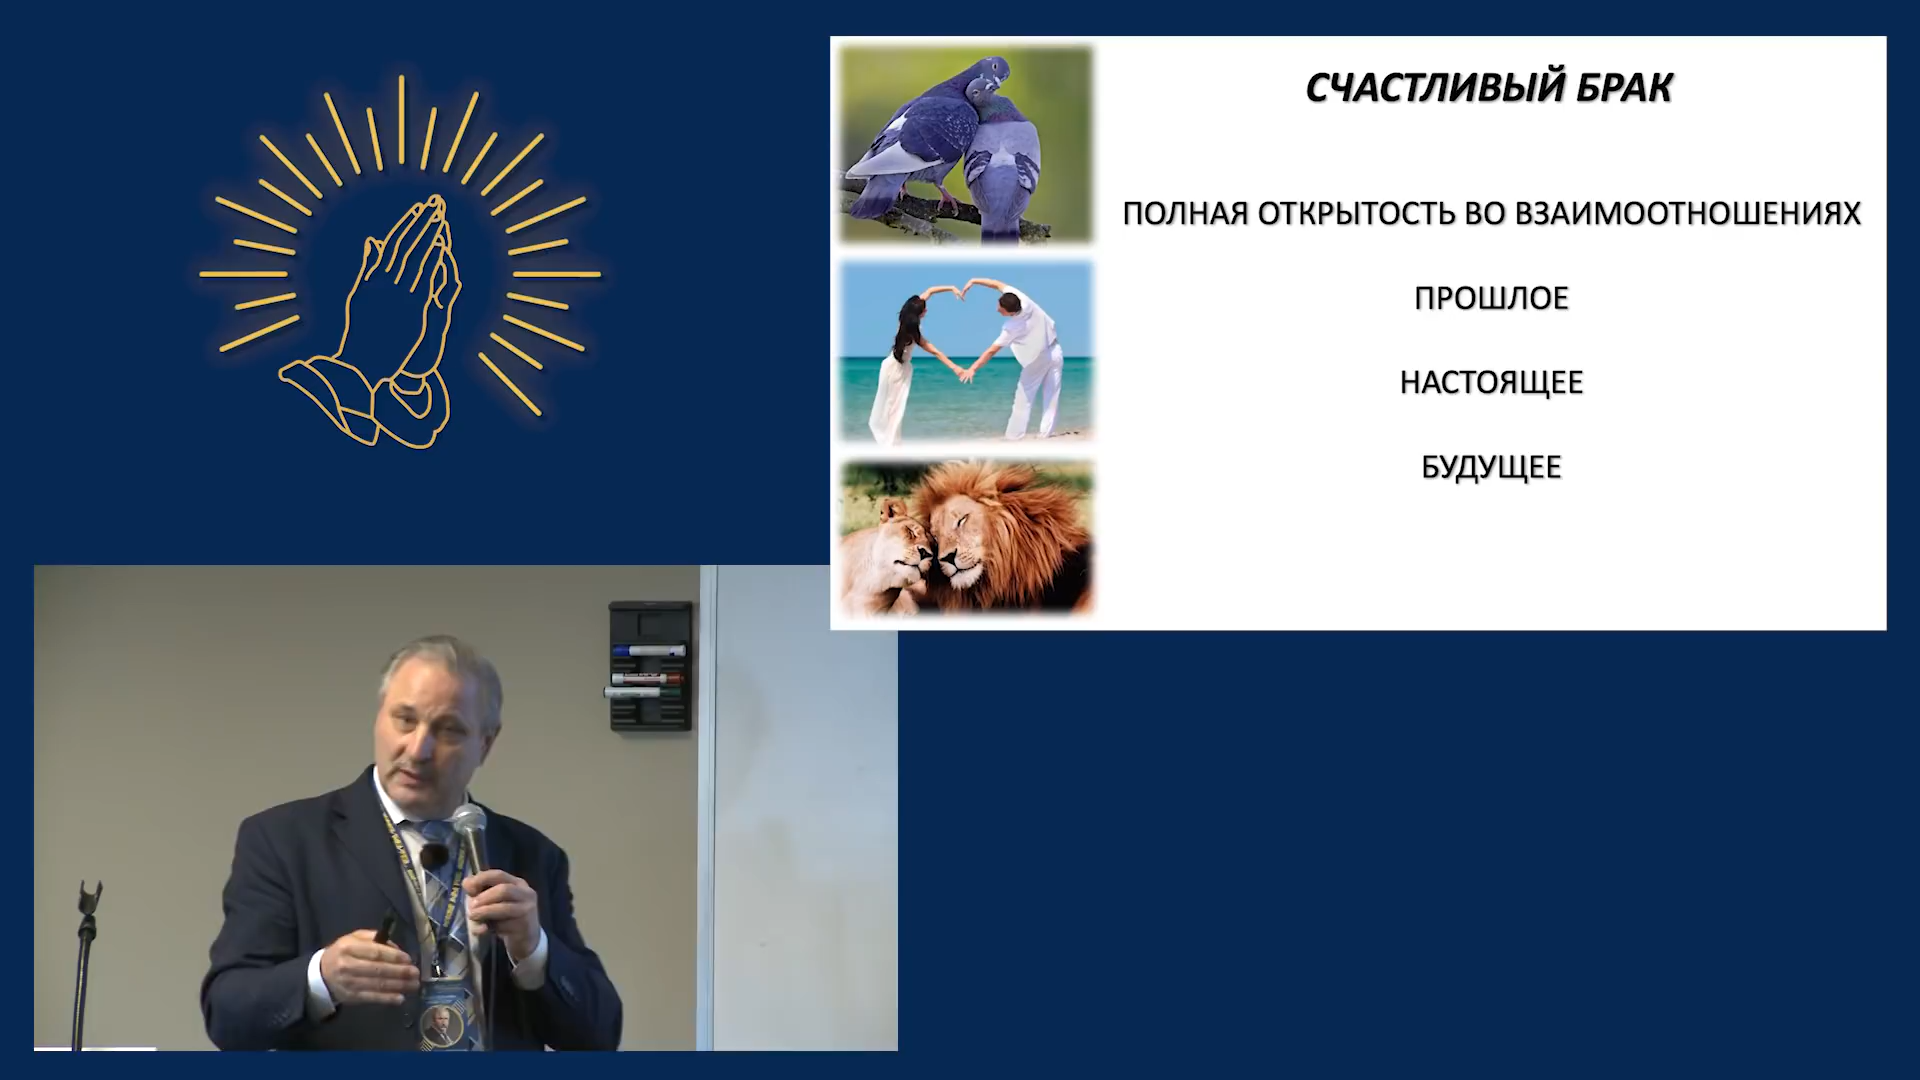 СЧАСТЛИВЫЙ БРАК
ПОЛНАЯ ОТКРЫТОСТЬ ВО ВЗАИМООТНОШЕНИЯХ
ПРОШЛОЕ
НАСТОЯЩЕЕ
БУДУЩЕЕ